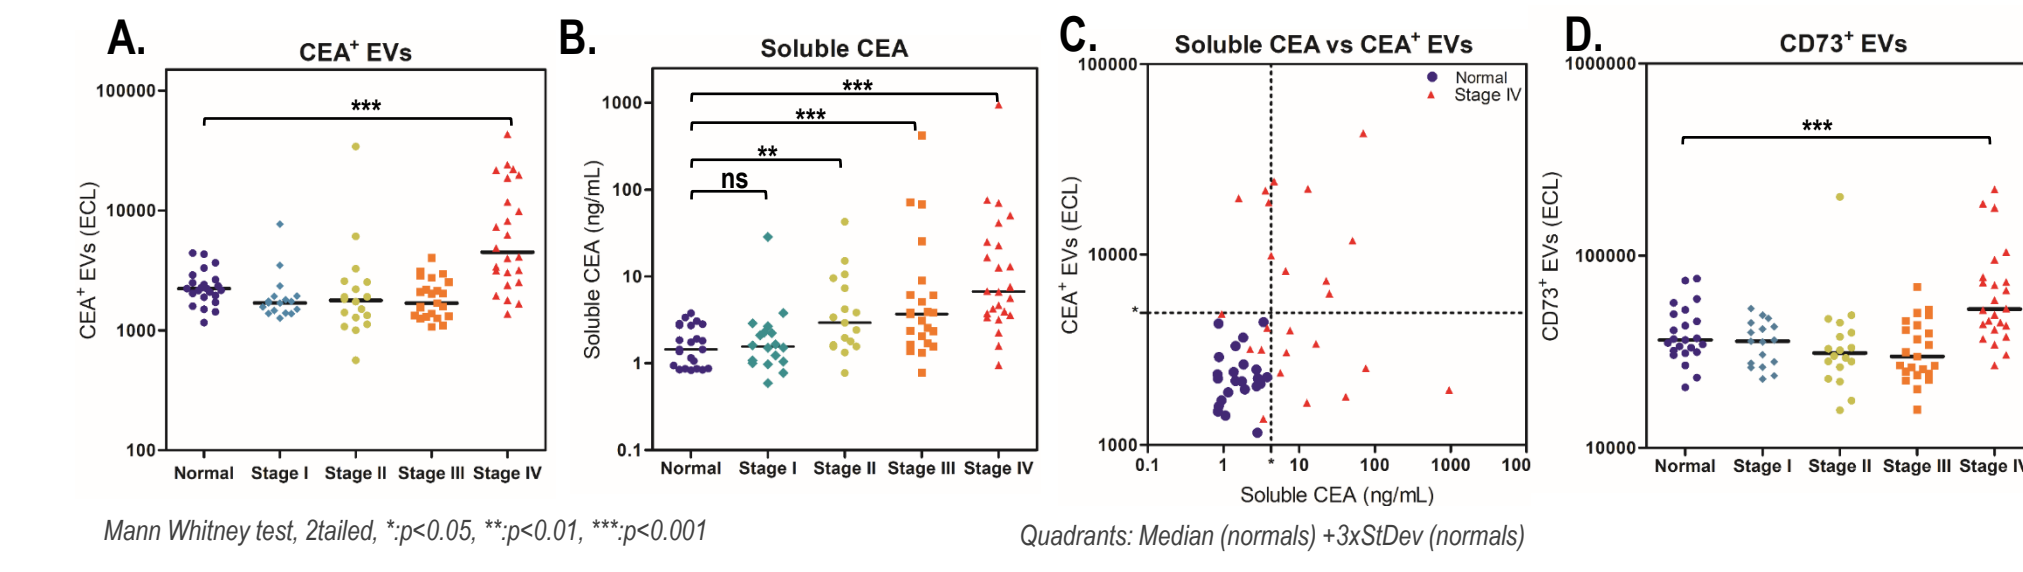 A.
CEA+ EVs
CEA+ EVs (ECL)
100000
10000
1000
100
***
Normal Stage I Stage II Stage III Stage IV
B.
Soluble CEA
Soluble CEA (ng/mL)
1000
100
10
1
0.1
***
***
**
ns
Normal Stage I Stage II Stage III Stage IV
C.
Soluble CEA vs CEA+ EVs
Normal
Stage IV
CEA+ EVs (ECL)
100000
10000
*
1000
0.1 1 * 10 100 1000 100
Soluble CEA (ng/mL)
D.
CD73+ EVs
CD73+ EVs (ECL)
1000000
100000
10000
***
Normal Stage I Stage II Stage III Stage IV
Mann Whitney test, 2tailed, *:p<0.05, **:p<0.01, ***:p<0.001
Quadrants: Median (normals) +3xStDev (normals)